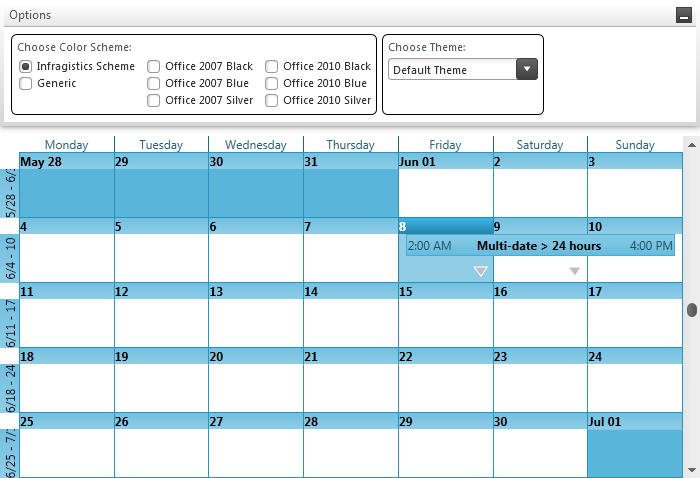 Options
Choose Color Scheme:
Infragistics Scheme
Generic
Office 2007 Black
Office 2007 Blue
Office 2007 Silver
Office 2010 Black
Office 2010 Blue
Office 2010 Silver
Choose Theme:
Default Theme
Monday Tuesday Wednesday Thursday Friday Saturday Sunday
5/28 - 6/3
May 28 29 30 31 Jun 01 2 3
6/4 - 10
4 5 6 7 8 9 10
2:00 AM Multi-date > 24 hours 4:00 PM
6/11 - 17
11 12 13 14 15 16 17
6/18 - 24
18 19 20 21 22 23 24
6/25 - 7/1
25 26 27 28 29 30 Jul 01